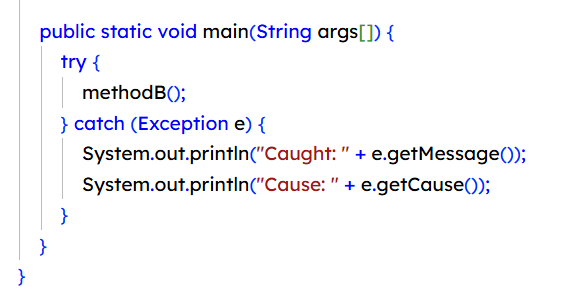 public static void main(String args[]) {
try {
methodB();
} catch (Exception e) {
System.out.println("Caught: " + e.getMessage());
System.out.println("Cause: " + e.getCause());
}
}
}